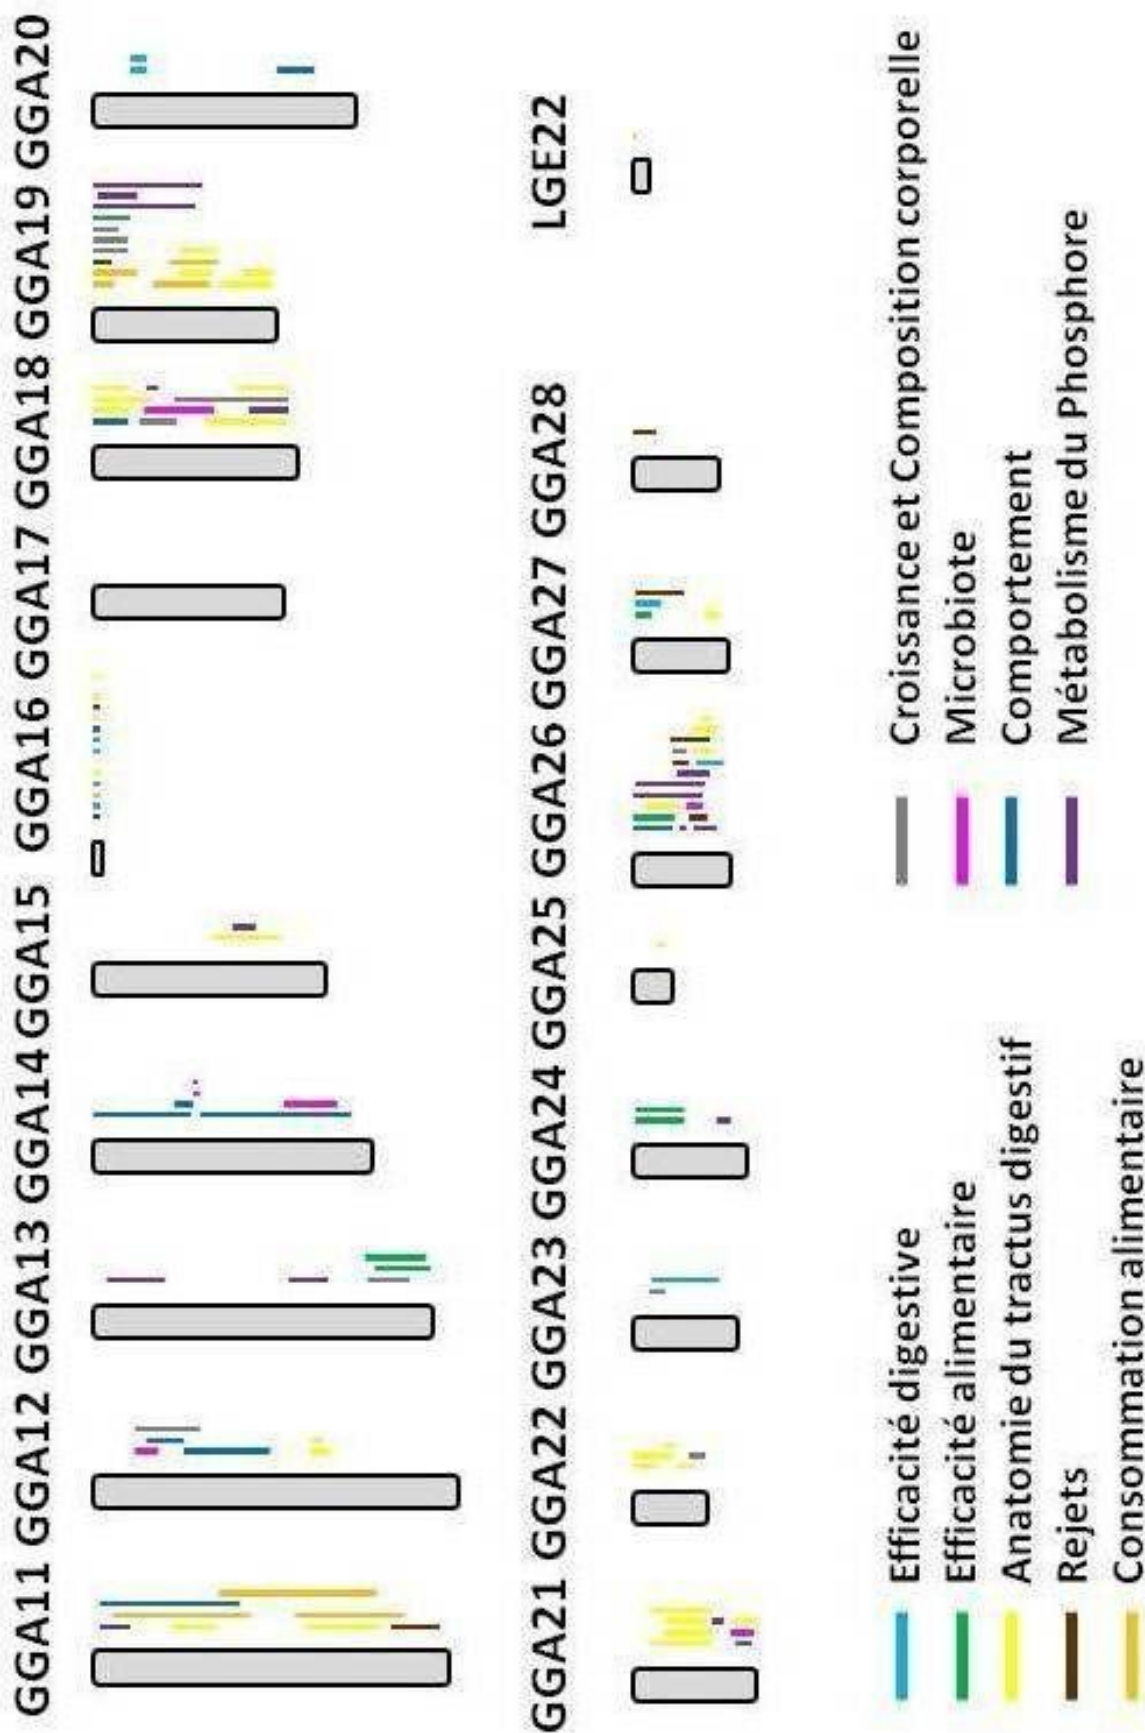 GGA11 GGA12 GGA13 GGA14 GGA15 GGA16 GGA17 GGA18 GGA19 GGA20
GGA21 GGA22 GGA23 GGA24 GGA25 GGA26 GGA27 GGA28 LGE22
Efficacité digestive
Croissance et Composition corporelle
Efficacité alimentaire
Microbiote
Anatomie du tractus digestif
Comportement
Rejets
Métabolisme du Phosphore
Consommation alimentaire